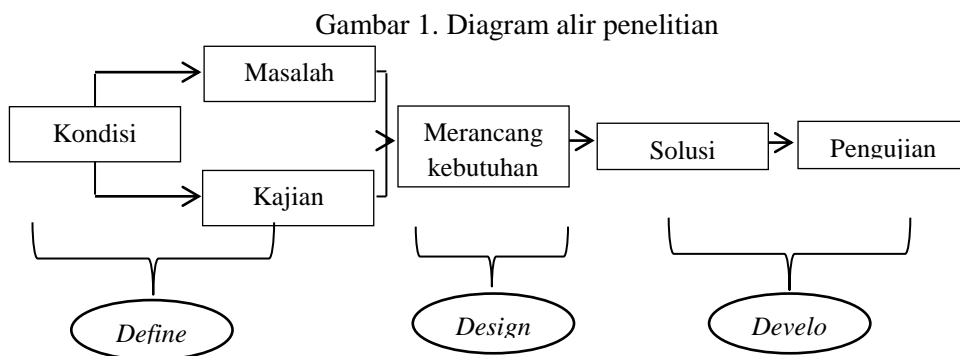 Gambar 1. Diagram alir penelitian
Masalah
Kondisi
Kajian
Merancang
kebutuhan
Solusi
Pengujian
Define
Design
Develo